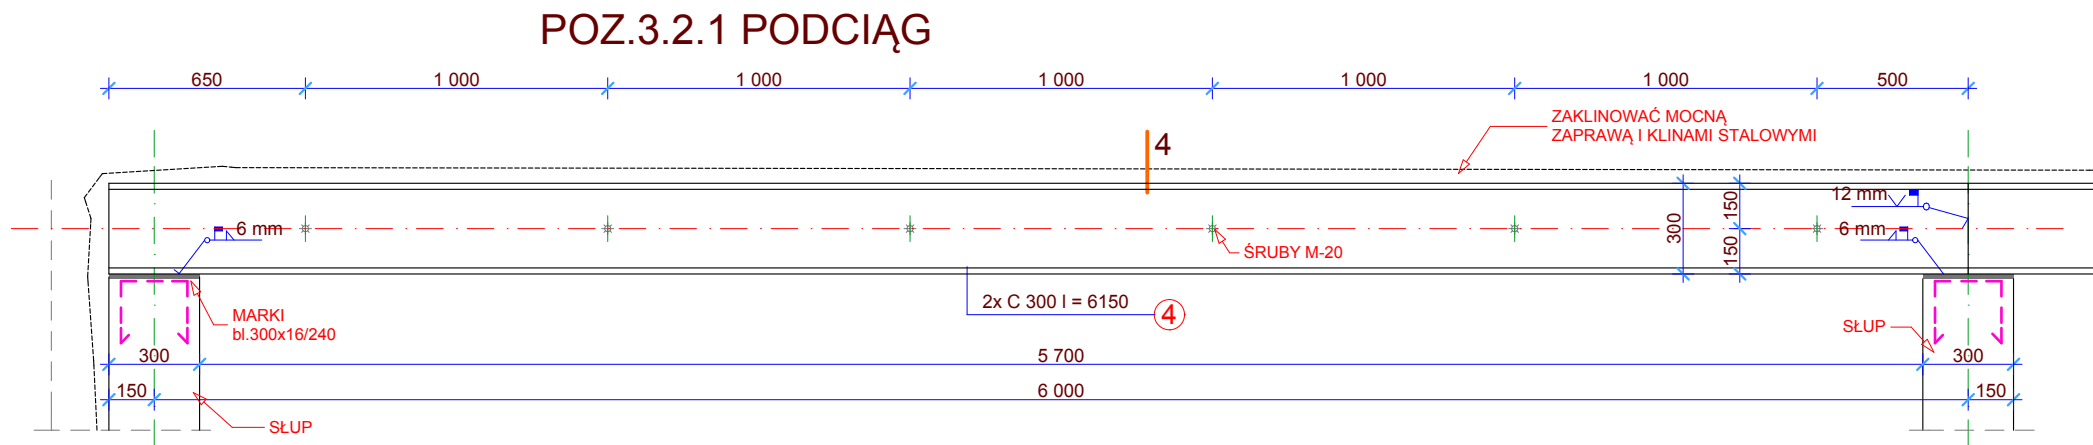 POZ.3.2.1 PODCIĄG
650 1 000 1 000 1 000 1 000 1 000 500
ZAKLINOWAĆ MOCNĄ
ZAPRAWĄ I KLINAMI STALOWYMI
4
12 mm
150
300
6 mm
6 mm
150
ŚRUBY M-20
2x C 300 l = 6150
4
MARKI
bl.300x16/240
SŁUP
300 5 700 300
150 6 000 150
SŁUP